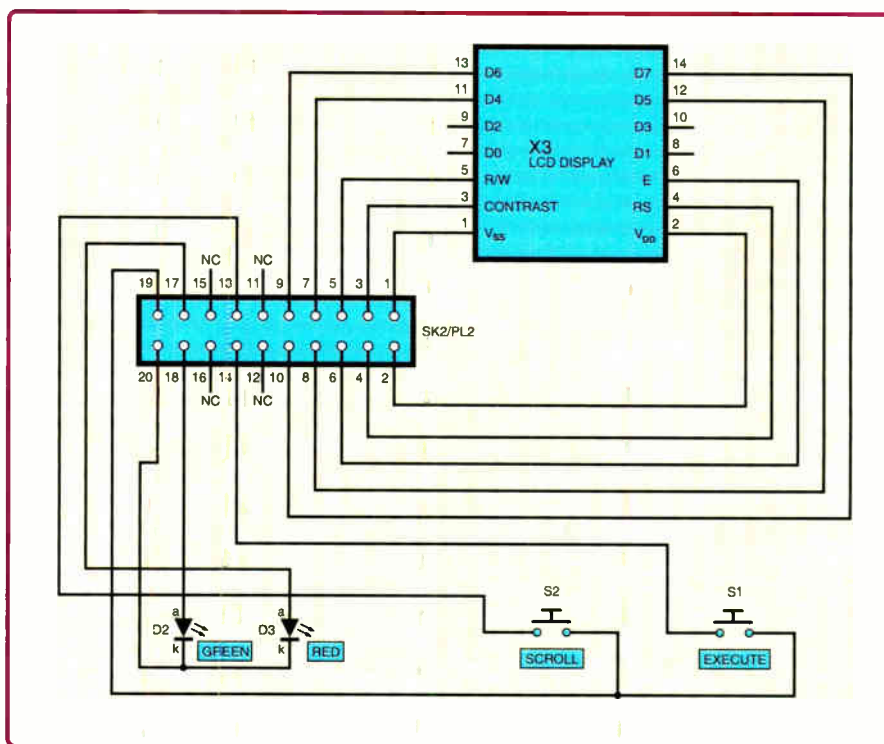 13 D6 D7 14
11 D4 D5 12
9 D2 D3 10
7 D0 D1 8
X3
LCD DISPLAY
5 R/W E 6
3 CONTRAST RS 4
1 VSS VDD 2
NC NC
19 17 15 13 11 9 7 5 3 1
SK2/PL2
20 18 16 14 12 10 8 6 4 2
NC NC
S2 S1
a a
D2 D3
k k
GREEN RED SCROLL EXECUTE